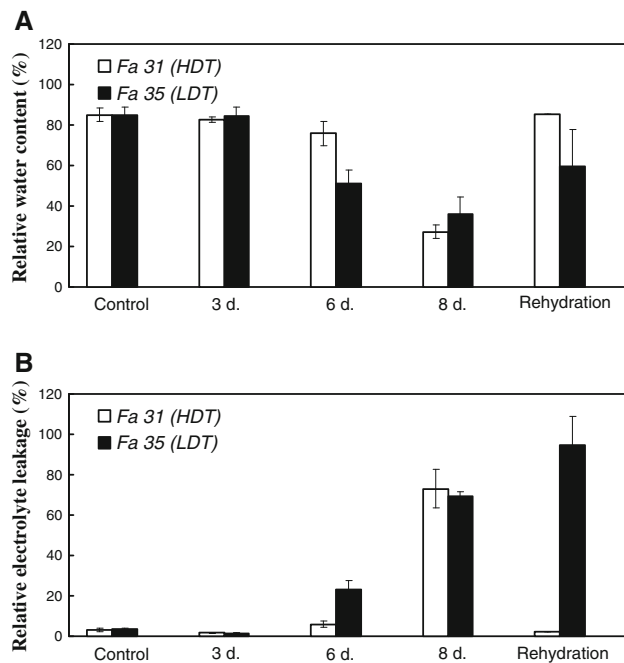 A
Relative water content (%)
120
100
80
60
40
20
0
Fa 31 (HDT)
Fa 35 (LDT)
Control 3 d. 6 d. 8 d. Rehydration
B
Relative electrolyte leakage (%)
120
100
80
60
40
20
0
Fa 31 (HDT)
Fa 35 (LDT)
Control 3 d. 6 d. 8 d. Rehydration